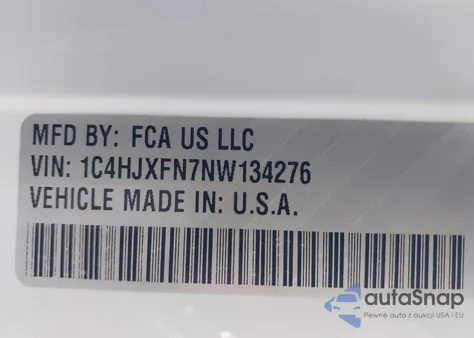 MFD BY: FCA US LLC
VIN: 1C4HJXFN7NW134276
VEHICLE MADE IN: U.S.A.
autoSnap
Pewne auta z aukcji USA i EU